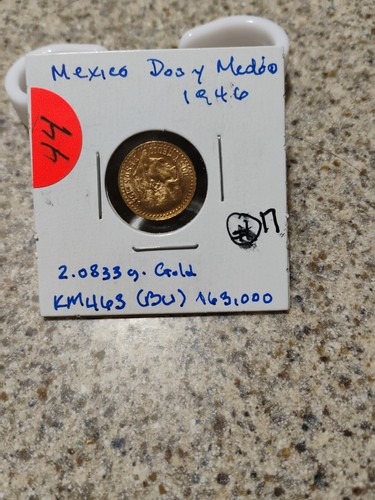 Mexico Dos y Medio
1946
44
2.0833 g. Gold
KM463 (BU) 163,000